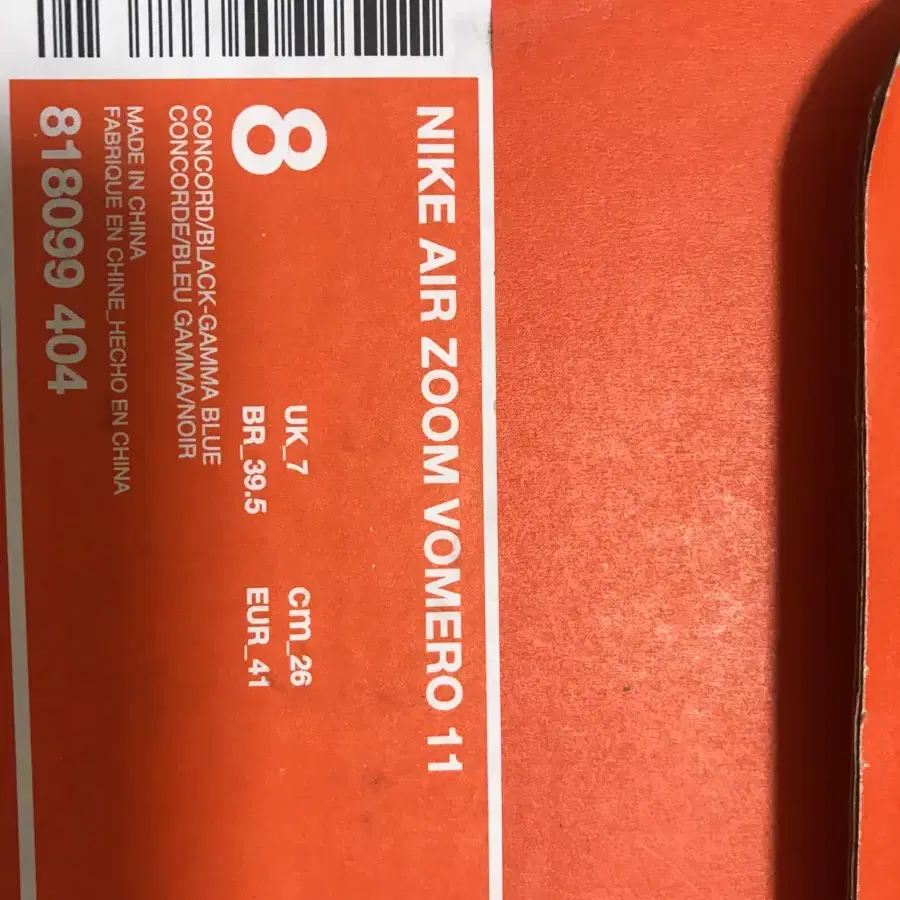 NIKE AIR ZOOM VOMERO 11
8
UK_7 cm_26
BR_39.5 EUR_41
CONCORD/BLACK-GAMMA BLUE
CONCORDE/BLEU GAMMA/NOIR
MADE IN CHINA
FABRIQUE EN CHINE_HECHO EN CHINA
818099 404